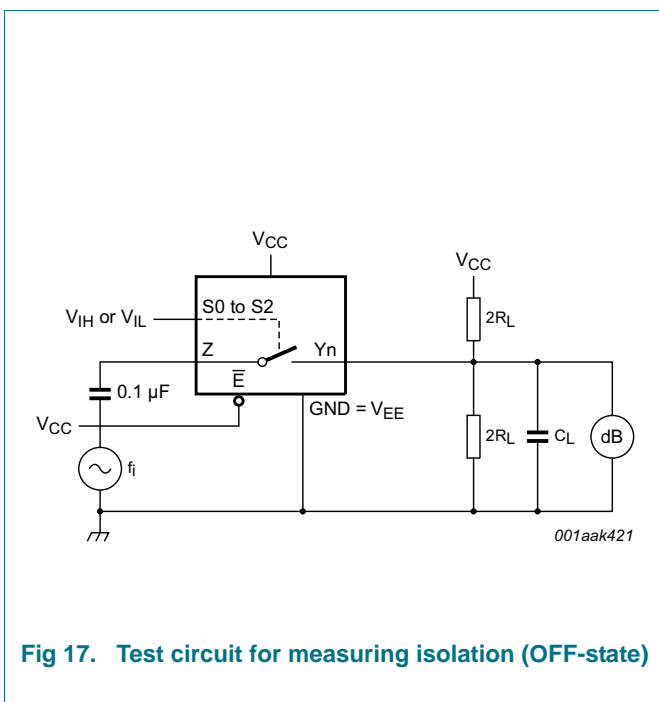 VCC
VCC
VIH or VIL
S0 to S2
2RL
Z
Yn
E̅
0.1 µF
GND = VEE
VCC
2RL
CL
dB
fi
001aak421
Fig 17. Test circuit for measuring isolation (OFF-state)